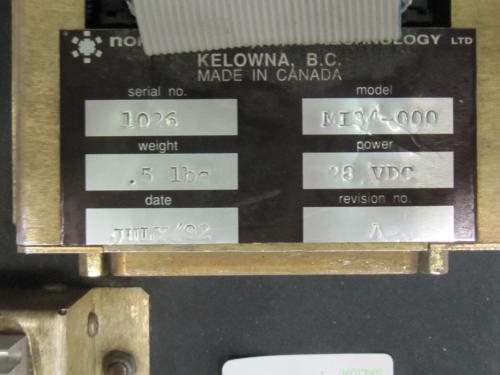 TECHNOLOGY LTD
KELOWNA, B.C.
MADE IN CANADA
serial no. model
1026 MI94-000
weight power
.5 lbs 28 VDC
date revision no.
JULY/92 A